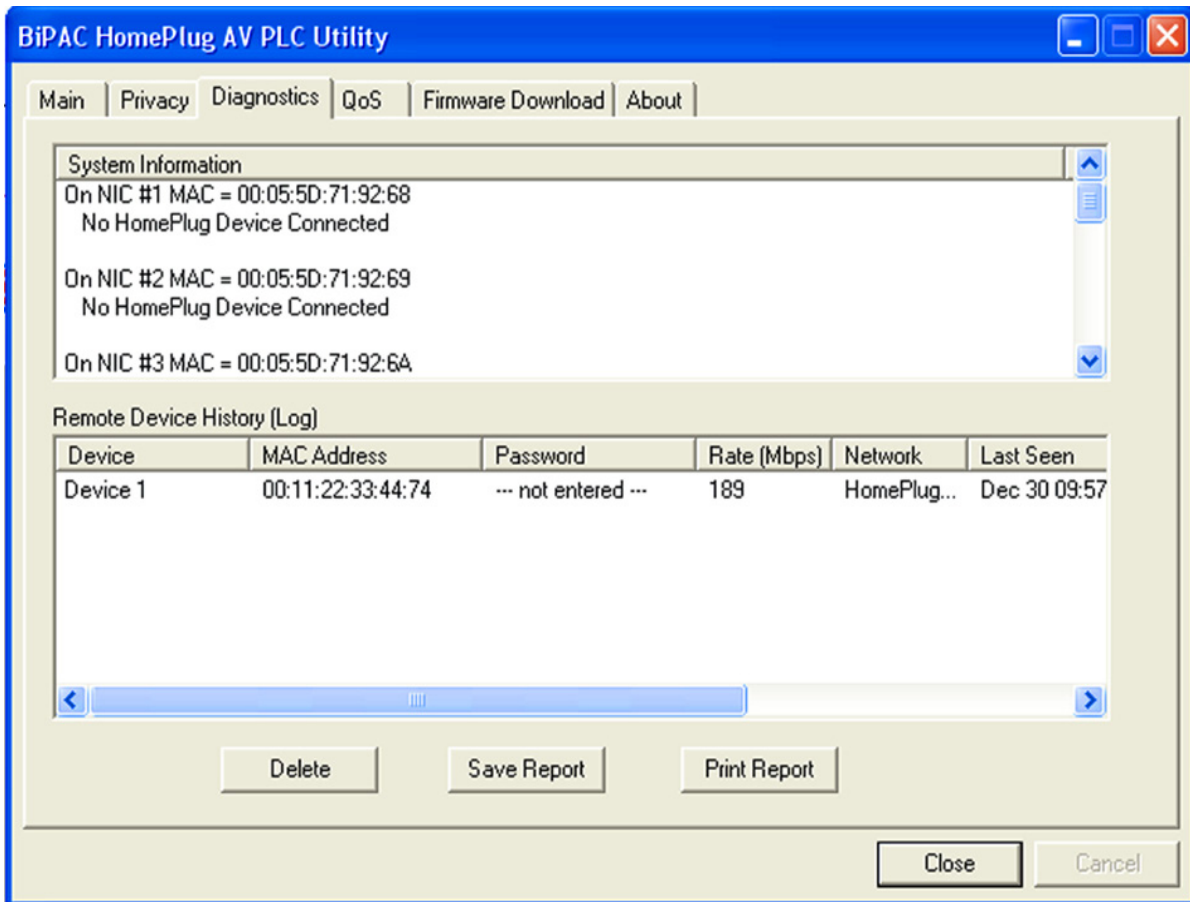 BiPAC HomePlug AV PLC Utility
Main Privacy Diagnostics QoS Firmware Download About
System Information
On NIC #1 MAC = 00:05:5D:71:92:68
No HomePlug Device Connected
On NIC #2 MAC = 00:05:5D:71:92:69
No HomePlug Device Connected
On NIC #3 MAC = 00:05:5D:71:92:6A
Remote Device History (Log)
Device MAC Address Password Rate (Mbps) Network Last Seen
Device 1 00:11:22:33:44:74 --- not entered --- 189 HomePlug... Dec 30 09:57
Delete Save Report Print Report
Close Cancel